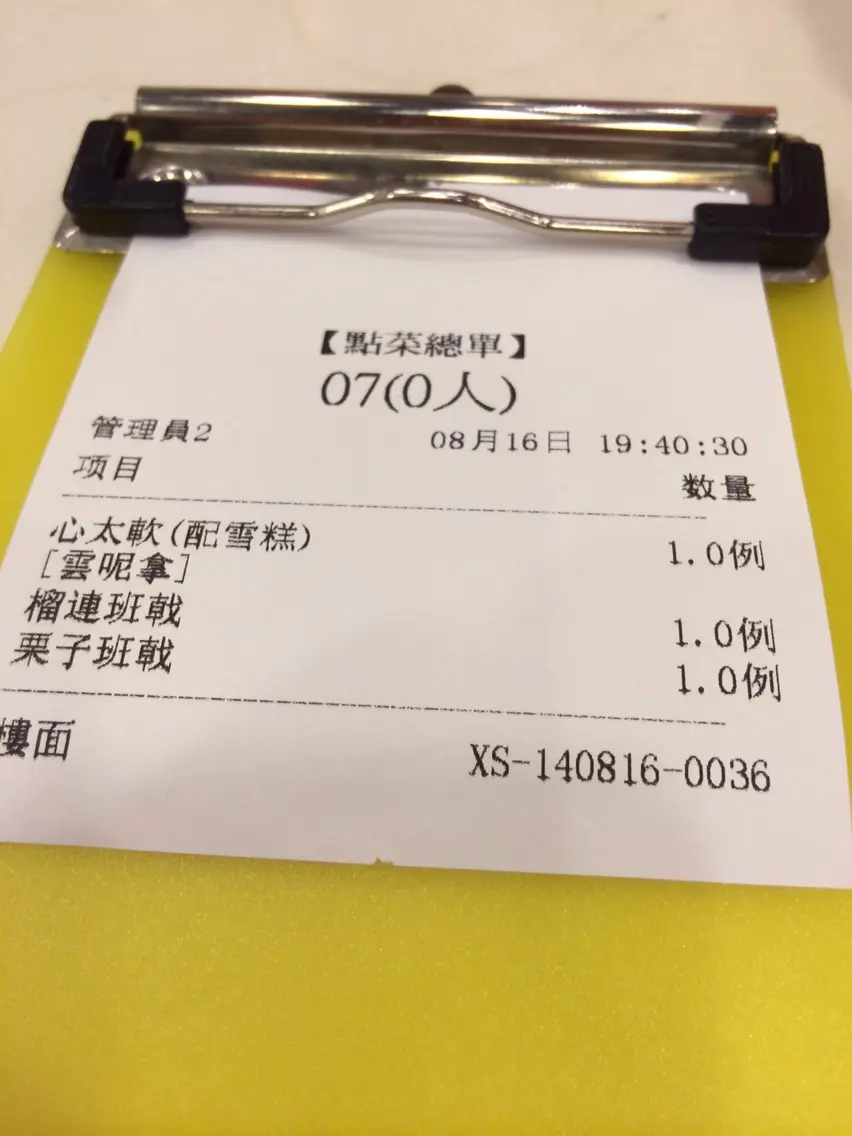 【點菜總單】
07(0人)
管理員2 08月16日 19:40:30
项目 数量
心太軟(配雪糕) 1.0例
[雲呢拿]
榴連班戟 1.0例
栗子班戟 1.0例
樓面 XS-140816-0036